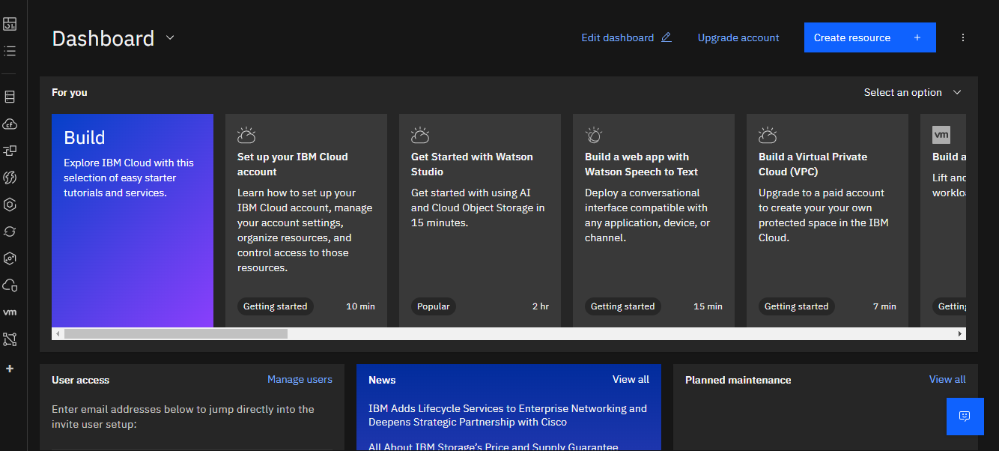 Dashboard
Edit dashboard
Upgrade account
Create resource
For you
Select an option
Build
Explore IBM Cloud with this
selection of easy starter
tutorials and services.
Set up your IBM Cloud
account
Learn how to set up your
IBM Cloud account, manage
your account settings,
organize resources, and
control access to those
resources.
Getting started
10 min
Get Started with Watson
Studio
Get started with using AI
and Cloud Object Storage in
15 minutes.
Popular
2 hr
Build a web app with
Watson Speech to Text
Deploy a conversational
interface compatible with
any application, device, or
channel.
Getting started
15 min
Build a Virtual Private
Cloud (VPC)
Upgrade to a paid account
to create your your own
protected space in the IBM
Cloud.
Getting started
7 min
vm
Build a
Lift and
Getting
cf
vm
User access
Manage users
Enter email addresses below to jump directly into the
invite user setup:
News
View all
IBM Adds Lifecycle Services to Enterprise Networking and
Deepens Strategic Partnership with Cisco
All About IBM Storage's Price and Supply Guarantee
Planned maintenance
View all